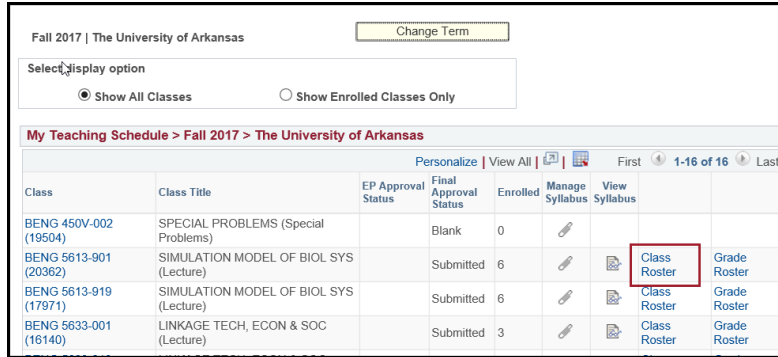 Fall 2017 | The University of Arkansas
Change Term
Select display option
Show All Classes
Show Enrolled Classes Only
My Teaching Schedule > Fall 2017 > The University of Arkansas
Personalize | View All | | First 1-16 of 16 Last
Class
Class Title
EP Approval
Status
Final
Approval
Status
Enrolled
Manage
Syllabus
View
Syllabus
BENG 450V-002
(19504)
SPECIAL PROBLEMS (Special
Problems)
Blank
0
BENG 5613-901
(20362)
SIMULATION MODEL OF BIOL SYS
(Lecture)
Submitted
6
Class
Roster
Grade
Roster
BENG 5613-919
(17971)
SIMULATION MODEL OF BIOL SYS
(Lecture)
Submitted
6
Class
Roster
Grade
Roster
BENG 5633-001
(16140)
LINKAGE TECH, ECON & SOC
(Lecture)
Submitted
3
Class
Roster
Grade
Roster